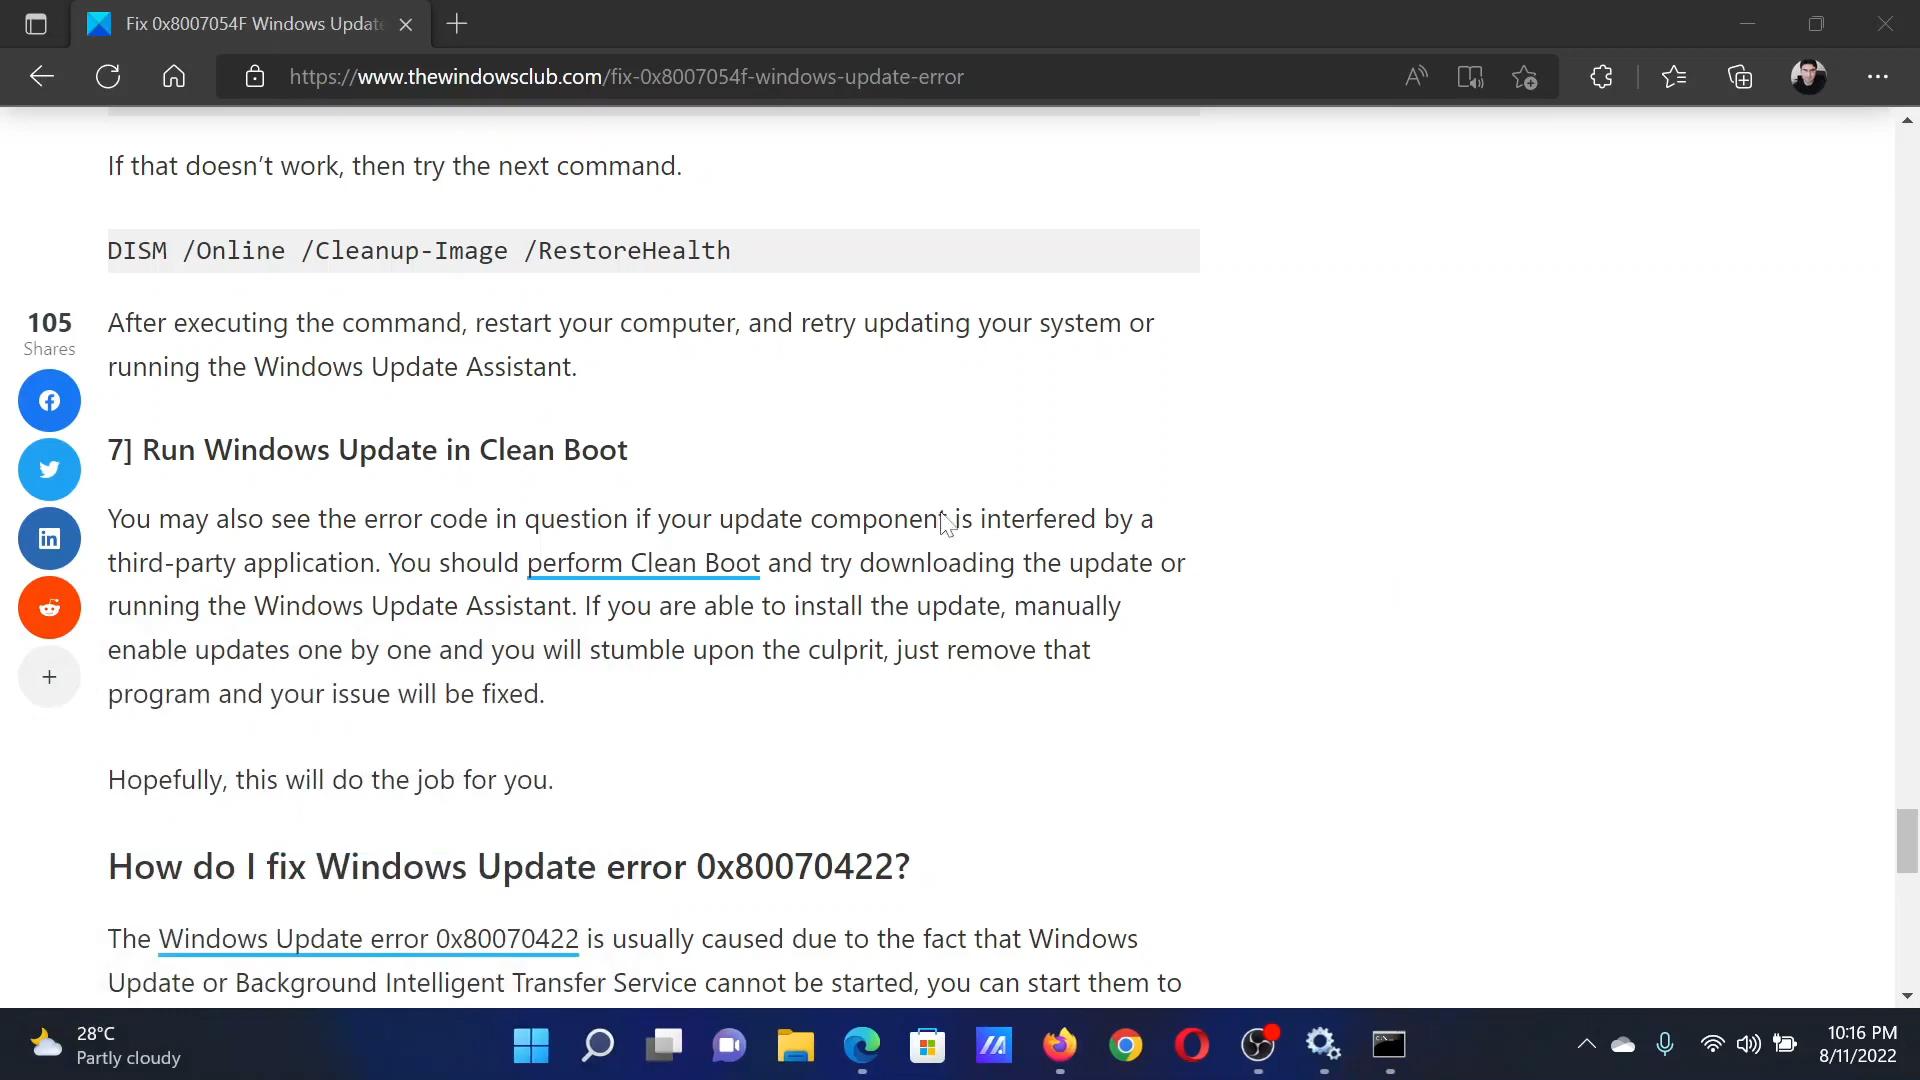 Fix 0x8007054F Windows Updat
https://www.thewindowsclub.com/fix-0x8007054f-windows-update-error
If that doesn’t work, then try the next command.
DISM /Online /Cleanup-Image /RestoreHealth
105
Shares
After executing the command, restart your computer, and retry updating your system or
running the Windows Update Assistant.
7] Run Windows Update in Clean Boot
You may also see the error code in question if your update component is interfered by a
third-party application. You should perform Clean Boot and try downloading the update or
running the Windows Update Assistant. If you are able to install the update, manually
enable updates one by one and you will stumble upon the culprit, just remove that
program and your issue will be fixed.
Hopefully, this will do the job for you.
How do I fix Windows Update error 0x80070422?
The Windows Update error 0x80070422 is usually caused due to the fact that Windows
Update or Background Intelligent Transfer Service cannot be started, you can start them to
28°C
Partly cloudy
10:16 PM
8/11/2022